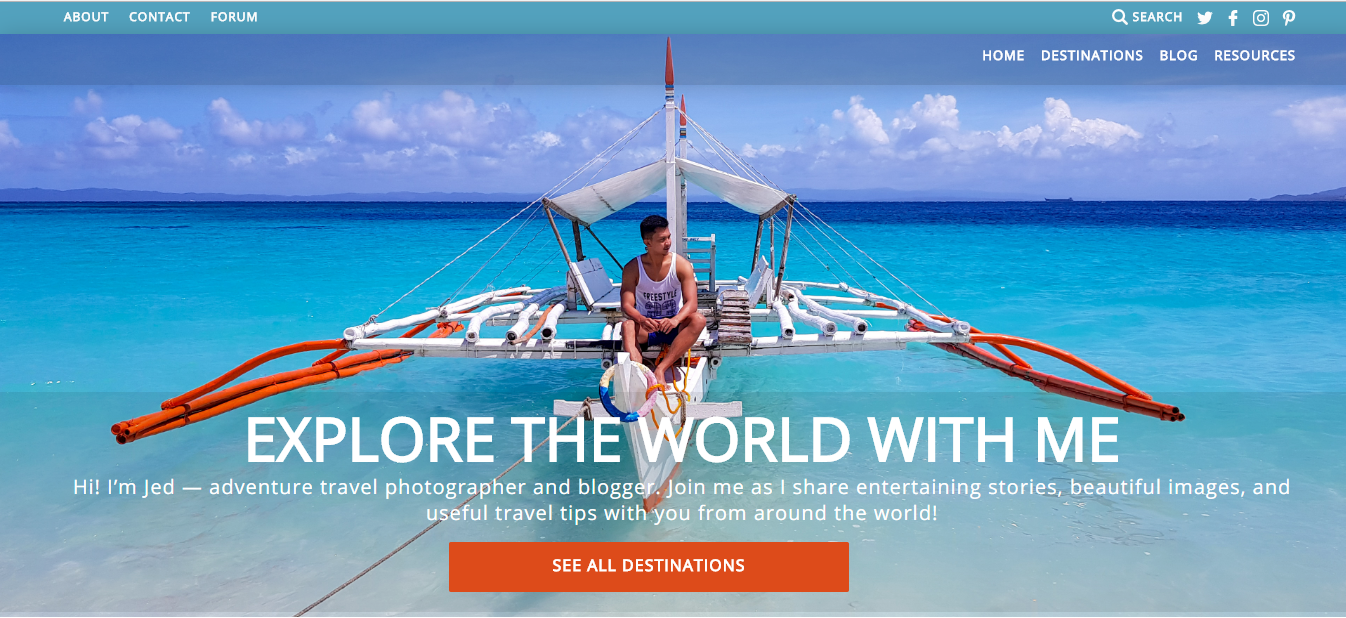 ABOUT CONTACT FORUM SEARCH
HOME DESTINATIONS BLOG RESOURCES
FREESTYLE
EXPLORE THE WORLD WITH ME
Hi! I'm Jed — adventure travel photographer and blogger. Join me as I share entertaining stories, beautiful images, and
useful travel tips with you from around the world!
SEE ALL DESTINATIONS